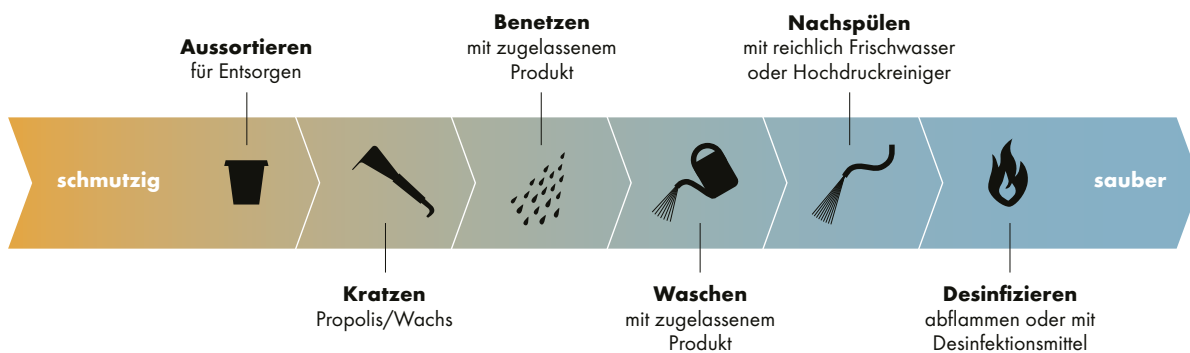 schmutzig
Aussortieren
für Entsorgen
Kratzen
Propolis/Wachs
Benetzen
mit zugelassenem
Produkt
Waschen
mit zugelassenem
Produkt
Nachspülen
mit reichlich Frischwasser
oder Hochdruckreiniger
Desinfizieren
abflammen oder mit
Desinfektionsmittel
sauber